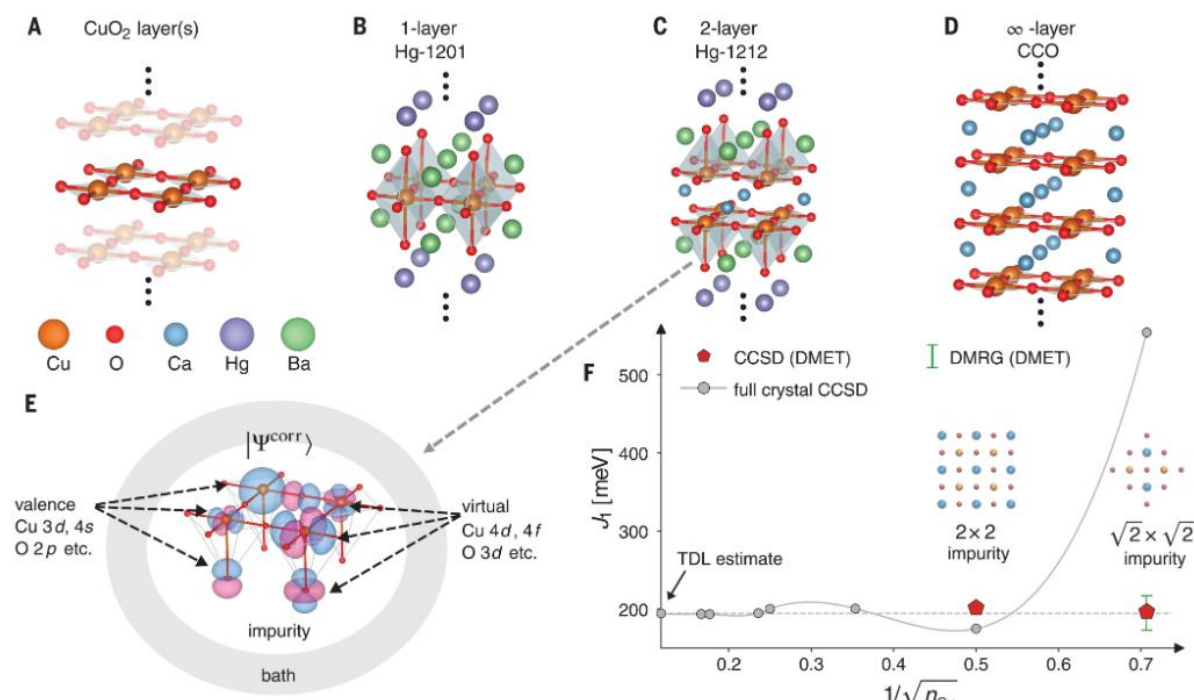 A
CuO₂ layer(s)
B
1-layer
Hg-1201
C
2-layer
Hg-1212
D
∞ -layer
CCO
Cu
O
Ca
Hg
Ba
E
|Ψᶜᵒʳʳ⟩
valence
Cu 3d, 4s
O 2p etc.
virtual
Cu 4d, 4f
O 3d etc.
impurity
bath
F
CCSD (DMET)
DMRG (DMET)
full crystal CCSD
J₁ [meV]
500
400
300
200
2 × 2
impurity
√2 × √2
impurity
TDL estimate
0.2
0.3
0.4
0.5
0.6
0.7